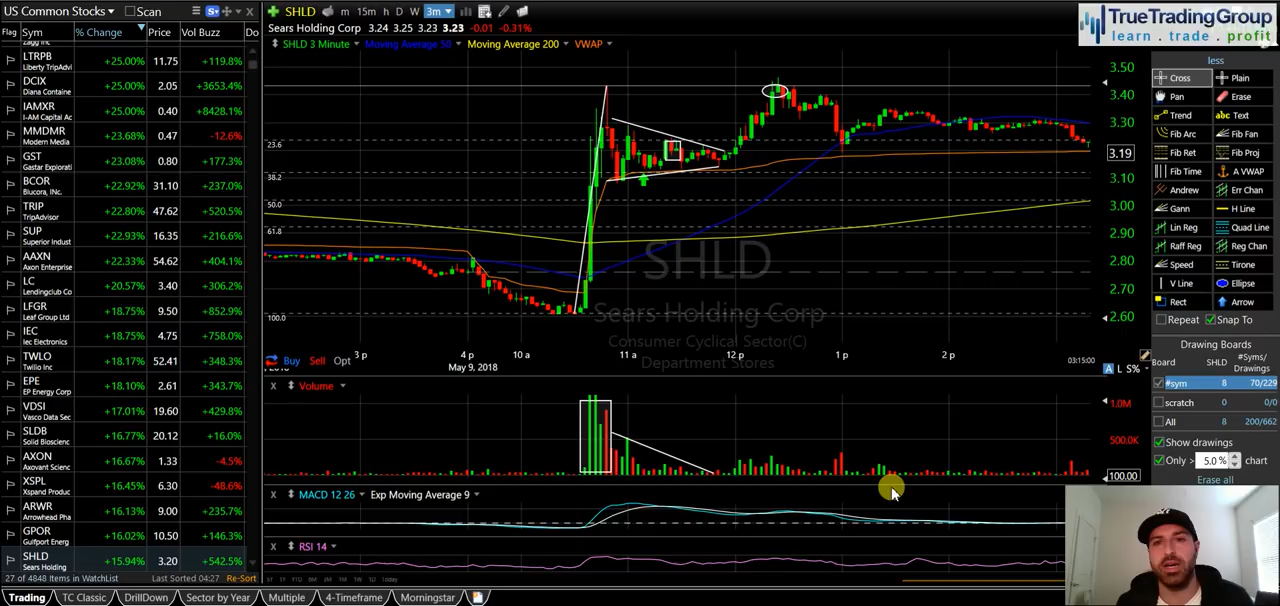 US Common Stocks
Scan
Flag Sym % Change Price Vol Buzz Do
LTRPB +25.00% 11.75 +119.8%
Liberty TripAdvi
DCIX +25.00% 2.05 +3653.4%
Diana Containe
IAMXR +25.00% 0.40 +8428.1%
I-AM Capital Ac
MMDMR +23.68% 0.47 -12.6%
Modern Media
GST +23.08% 0.80 +177.3%
Gastar Explorati
BCOR +22.92% 31.10 +237.0%
Blucora, INC.
TRIP +22.80% 47.62 +520.5%
TripAdvisor
SUP +22.93% 16.35 +216.6%
Superior Indust
AAXN +22.33% 54.62 +404.1%
Axon Enterprise
LC +20.57% 3.40 +306.2%
Lendingclub Co
LFGR +18.75% 9.50 +852.9%
Leaf Group Ltd
IEC +18.75% 4.75 +758.0%
Iec Electronics
TWLO +18.17% 52.41 +348.3%
Twilio Inc
EPE +18.10% 2.61 +343.7%
EP Energy Corp
VDSI +17.01% 19.60 +429.8%
Vasco Data Sec
SLDB +16.77% 20.12 +16.0%
Solid Bioscienc
AXON +16.67% 1.33 -4.5%
Axovant Scienc
XSPL +16.45% 6.30 -48.6%
Xspand Produc
ARWR +16.13% 9.00 +235.7%
Arrowhead Pha
GPOR +16.02% 10.50 +146.3%
Gulfport Energ
SHLD +15.94% 3.20 +542.5%
Sears Holding
27 of 4848 Items in WatchList Last Sorted 04:27 Re-Sort
Trading TC Classic DrillDown Sector by Year Multiple 4-Timeframe Morningstar
SHLD m 15m h D W 3m
Sears Holding Corp 3.24 3.25 3.23 3.23 -0.01 -0.31%
SHLD 3 Minute Moving Average 50 Moving Average 200 VWAP
23.6
38.2
50.0
61.8
100.0
SHLD
Sears Holding Corp
Consumer Cyclical Sector(C)
Department Stores
3.50
3.40
3.30
3.19
3.10
3.00
2.90
2.80
2.70
2.60
3 p 4 p 10 a 11 a 12 p 1 p 2 p 03:15:00
Buy Sell Opt
2018 May 9, 2018
A L S%
X Volume
1.0M
500.0K
100.00
X MACD 12 26 Exp Moving Average 9
X RSI 14
TrueTradingGroup
learn . trade . profit
less
Cross Plain
Pan Erase
Trend abc Text
Fib Arc Fib Fan
Fib Ret Fib Proj
Fib Time A VWAP
Andrew Err Chan
Gann H Line
Lin Reg Quad Line
Raff Reg Reg Chan
Speed Tirone
V Line Ellipse
Rect Arrow
Repeat Snap To
Drawing Boards
Board SHLD #Syms/
Drawings
#sym 8 70/229
scratch 0 0/0
All 8 200/662
Show drawings
Only > 5.0% chart
Erase all